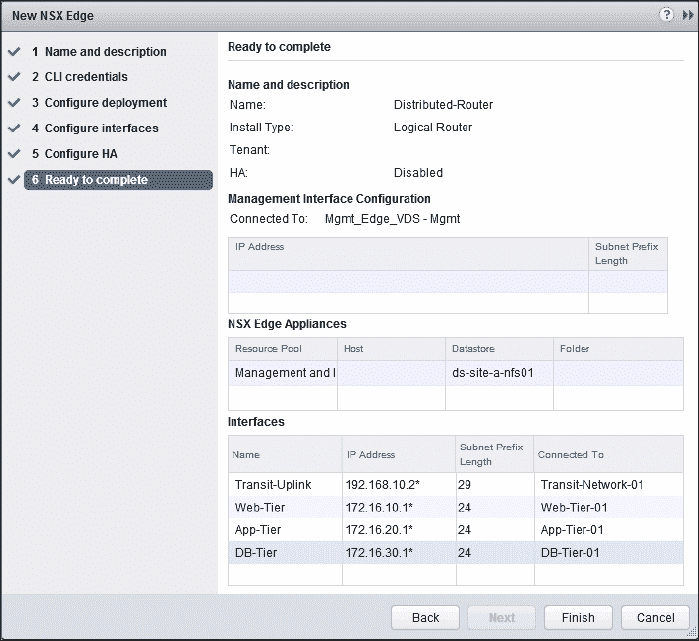 New NSX Edge
?
1 Name and description
2 CLI credentials
3 Configure deployment
4 Configure interfaces
5 Configure HA
6 Ready to complete
Ready to complete
Name and description
Name: Distributed-Router
Install Type: Logical Router
Tenant:
HA: Disabled
Management Interface Configuration
Connected To: Mgmt_Edge_VDS - Mgmt
IP Address Subnet Prefix Length
NSX Edge Appliances
Resource Pool Host Datastore Folder
Management and ds-site-a-nfs01
Interfaces
Name IP Address Subnet Prefix Length Connected To
Transit-Uplink 192.168.10.2* 29 Transit-Network-01
Web-Tier 172.16.10.1* 24 Web-Tier-01
App-Tier 172.16.20.1* 24 App-Tier-01
DB-Tier 172.16.30.1* 24 DB-Tier-01
Back Next Finish Cancel